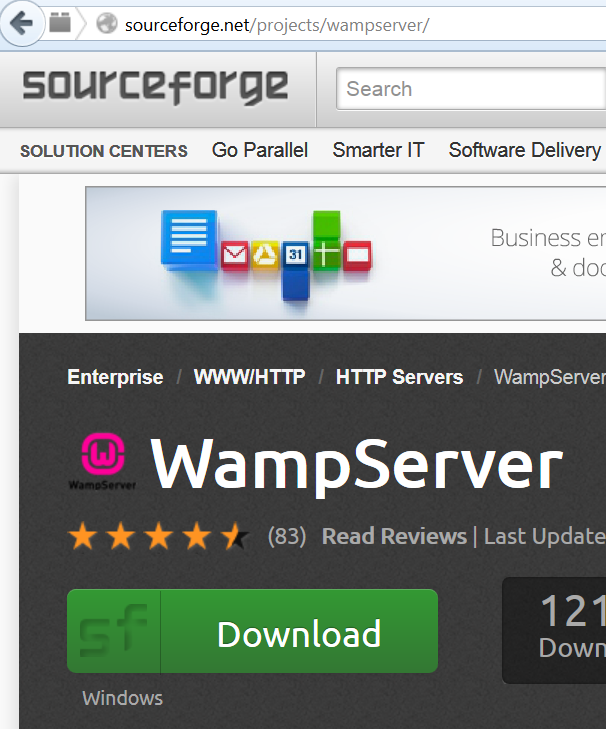 sourceforge.net/projects/wampserver/
sourceforge
Search
SOLUTION CENTERS Go Parallel Smarter IT Software Delivery
31
Business en
& doc
Enterprise / WWW/HTTP / HTTP Servers / WampServer
WampServer
WampServer
(83) Read Reviews | Last Update
121
sf Download
Down
Windows